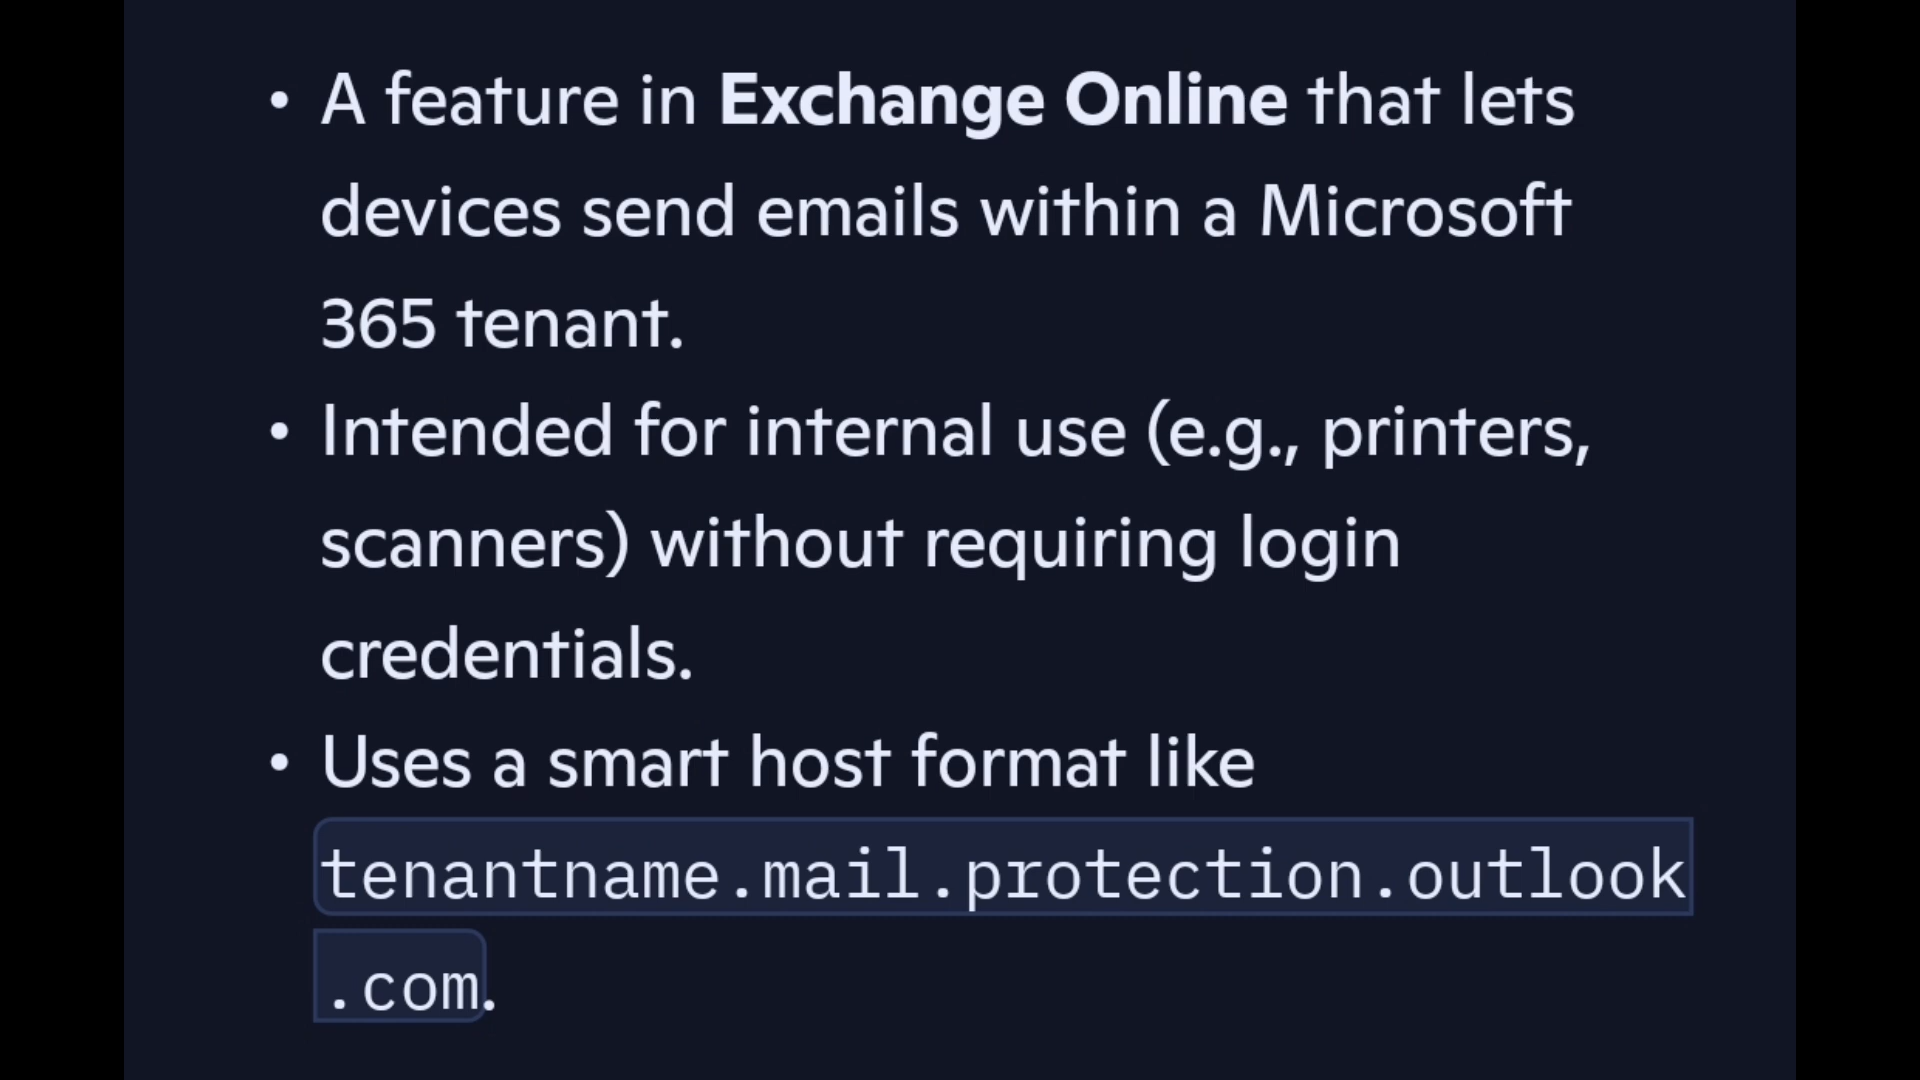 • A feature in Exchange Online that lets
devices send emails within a Microsoft
365 tenant.
• Intended for internal use (e.g., printers,
scanners) without requiring login
credentials.
• Uses a smart host format like
tenantname.mail.protection.outlook
.com.